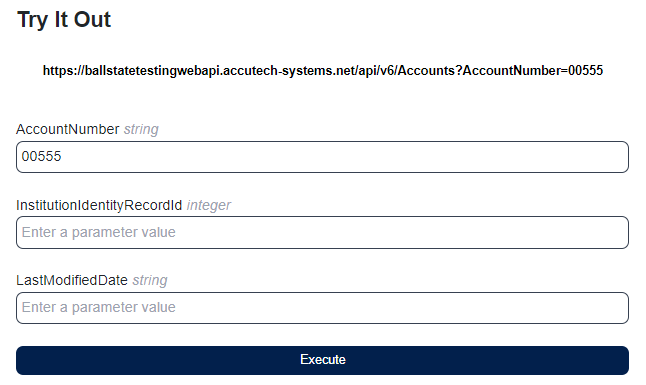 Try It Out
https://ballstatetestingwebapi.accutech-systems.net/api/v6/Accounts?AccountNumber=00555
AccountNumber string
00555
InstitutionIdentityRecordId integer
Enter a parameter value
LastModifiedDate string
Enter a parameter value
Execute